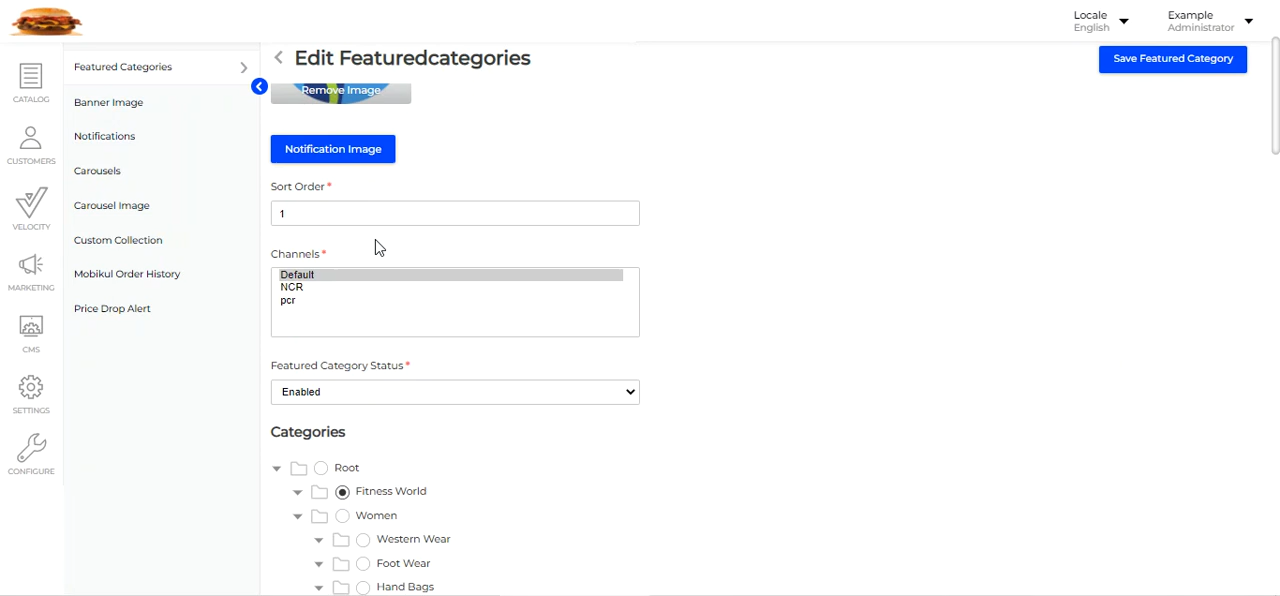 Locale
English
Example
Administrator
CATALOG
CUSTOMERS
VELOCITY
MARKETING
CMS
SETTINGS
CONFIGURE
Featured Categories
Banner Image
Notifications
Carousels
Carousel Image
Custom Collection
Mobikul Order History
Price Drop Alert
Edit Featuredcategories
Save Featured Category
Remove Image
Notification Image
Sort Order *
1
Channels *
Default
NCR
pcr
Featured Category Status *
Enabled
Categories
Root
Fitness World
Women
Western Wear
Foot Wear
Hand Bags